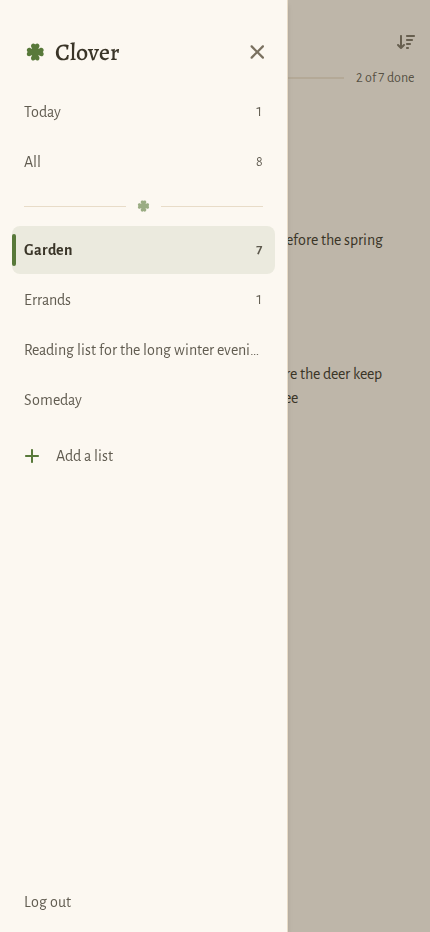 Clover
2 of 7 done
Today 1
All 8
efore the spring
Garden 7
Errands 1
Reading list for the long winter eveni...
re the deer keep
ee
Someday
Add a list
Log out